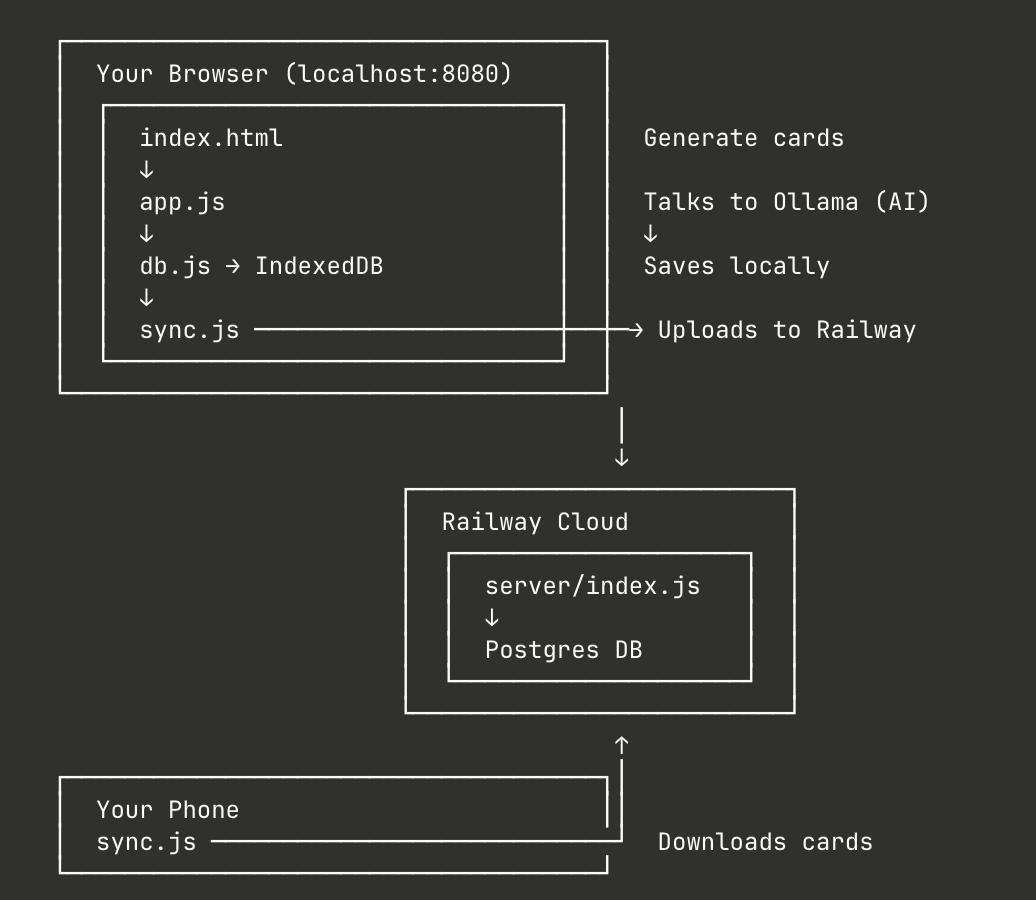 Your Browser (localhost:8080)
index.html Generate cards
↓
app.js Talks to Ollama (AI)
↓ ↓
db.js → IndexedDB Saves locally
↓
sync.js → Uploads to Railway
↓
Railway Cloud
server/index.js
↓
Postgres DB
↑
Your Phone
sync.js Downloads cards